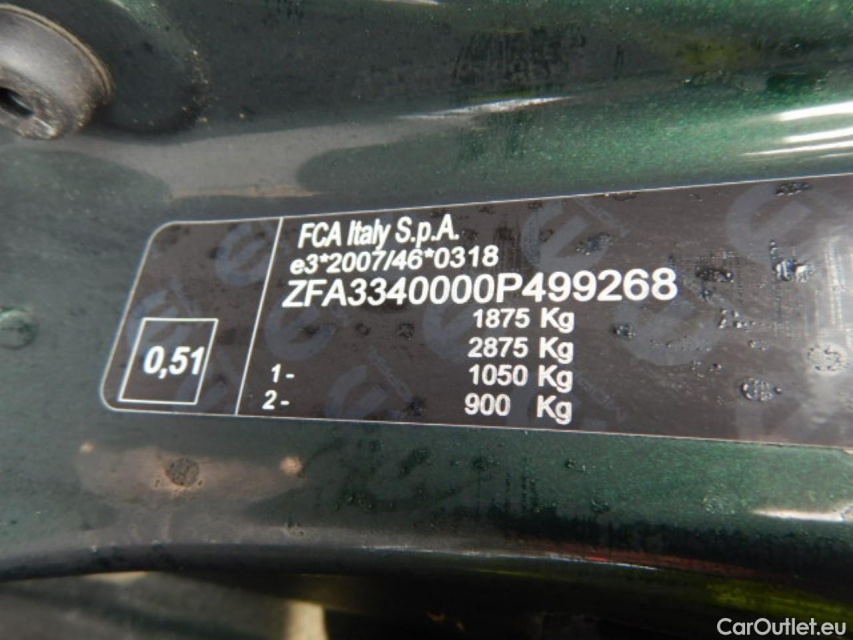 FCA Italy S.p.A.
e3*2007/46*0318
ZFA3340000P499268
1875 Kg
2875 Kg
1- 1050 Kg
2- 900 Kg
0,51
CarOutlet.eu